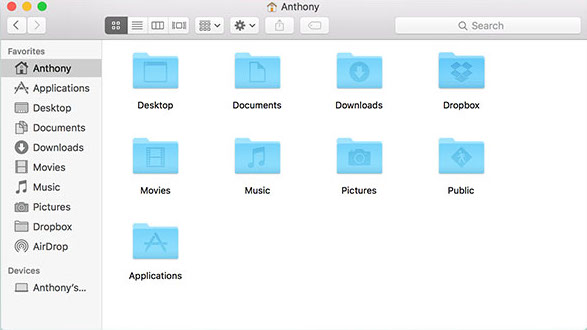 Anthony
Search
Favorites
Anthony
Applications
Desktop
Documents
Downloads
Movies
Music
Pictures
Dropbox
AirDrop
Devices
Anthony's...
Desktop Documents Downloads Dropbox
Movies Music Pictures Public
Applications